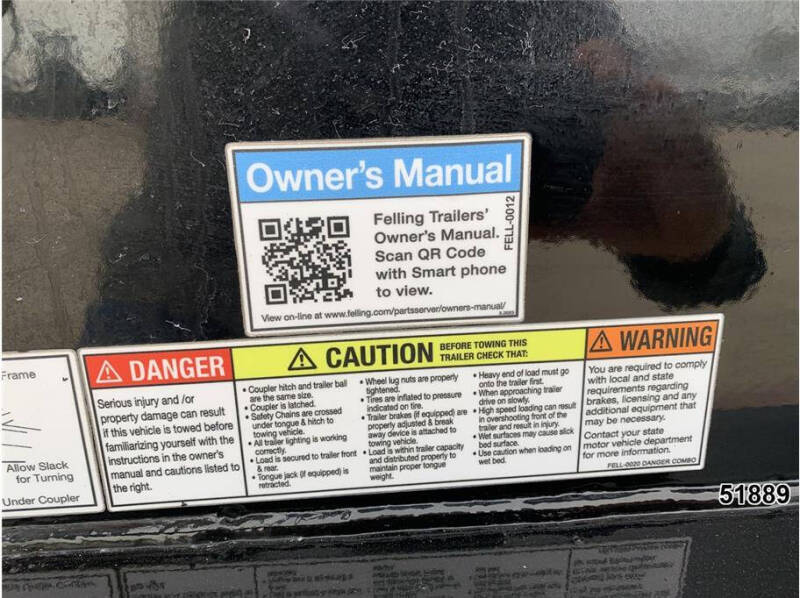 Owner's Manual
Felling Trailers'
Owner's Manual.
Scan QR Code
with Smart phone
to view.
FELL-0012
View on-line at www.felling.com/partsserver/owners-manual/
Frame
Allow Slack
for Turning
Under Coupler
DANGER
Serious injury and /or
property damage can result
if this vehicle is towed before
familiarizing yourself with the
instructions in the owner's
manual and cautions listed to
the right.
CAUTION BEFORE TOWING THIS
TRAILER CHECK THAT:
• Coupler hitch and trailer ball
are the same size.
• Coupler is latched.
• Safety Chains are crossed
under tongue & hitch to
towing vehicle.
• All trailer lighting is working
correctly.
• Load is secured to trailer front
& rear.
• Tongue jack (if equipped) is
retracted.
• Wheel lug nuts are properly
tightened.
• Tires are inflated to pressure
indicated on tire.
• Trailer brakes (if equipped) are
properly adjusted & break
away device is attached to
towing vehicle.
• Load is within trailer capacity
and distributed properly to
maintain proper tongue
weight.
• Heavy end of load must go
onto the trailer first.
• When approaching trailer
drive on slowly.
• High speed loading can result
in overshooting front of the
trailer and result in injury.
• Wet surfaces may cause slick
bed surface.
• Use caution when loading on
wet bed.
WARNING
You are required to comply
with local and state
requirements regarding
brakes, licensing and any
additional equipment that
may be necessary.
Contact your state
motor vehicle department
for more information.
FELL-0020 DANGER COMBO
51889